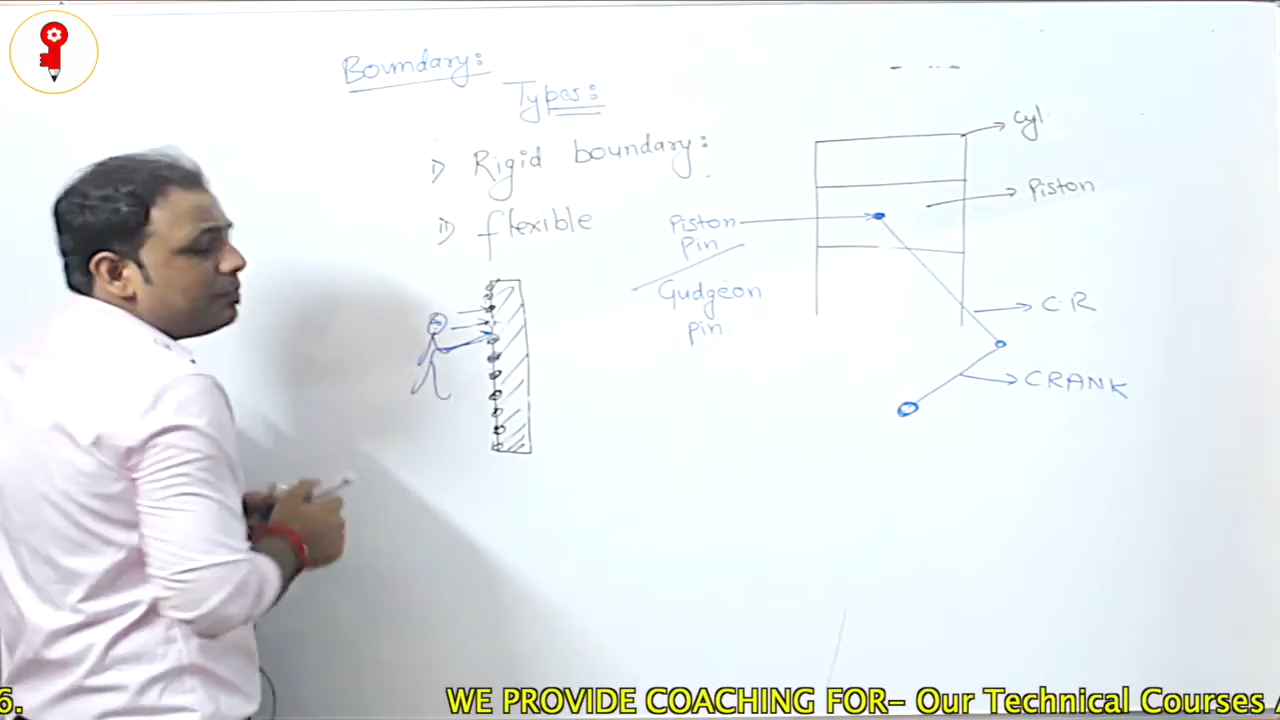 Boundary:
Types:
i) Rigid boundary:
ii) flexible
Cyl
Piston
Piston
pin
Gudgeon
pin.
C.R
CRANK
6.
WE PROVIDE COACHING FOR- Our Technical Courses